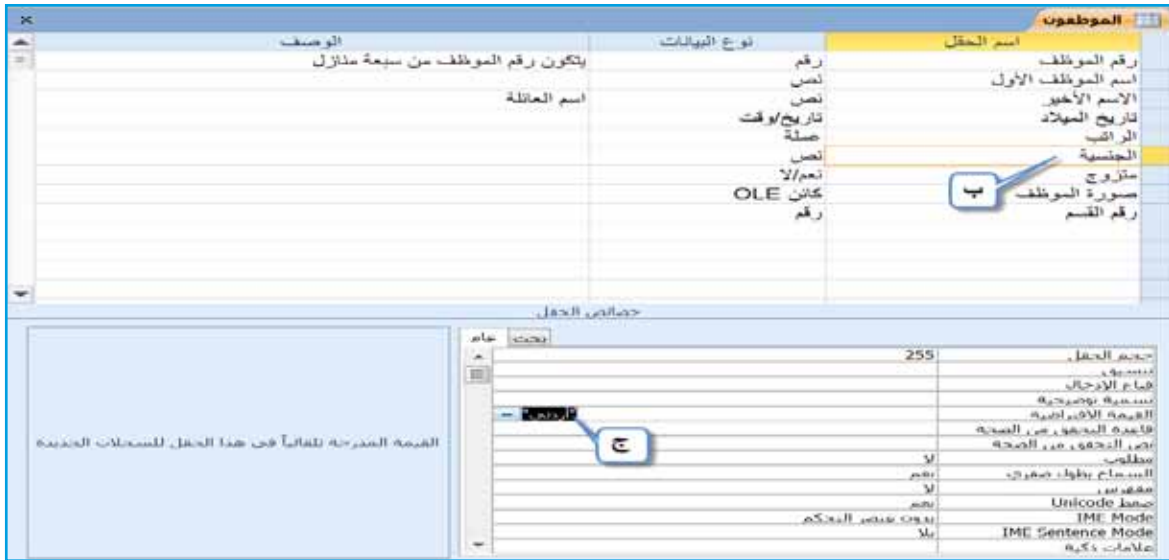 الموظفون
اسم الحقل نوع البيانات الوصف
رقم الموظف رقم يتكون رقم الموظف من سبعة منازل
اسم الموظف الأول نص
الاسم الأخير نص اسم العائلة
تاريخ الميلاد تاريخ/وقت
الراتب عملة
الجنسية نص
متزوج نعم/لا
صورة الموظف كائن OLE
رقم القسم رقم
ب
خصائص الحقل
عام بحث
حجم الحقل 255
تنسيق
قناع الإدخال
تسمية توضيحية
القيمة الافتراضية "أردني"
قاعدة التحقق من الصحة
نص التحقق من الصحة
مطلوب لا
السماح بطول صفري نعم
مفهرس لا
ضغط Unicode نعم
IME Mode بدون عنصر التحكم
IME Sentence Mode بلا
علامات ذكية
ج
القيمة المدرجة تلقائياً في هذا الحقل للسجلات الجديدة